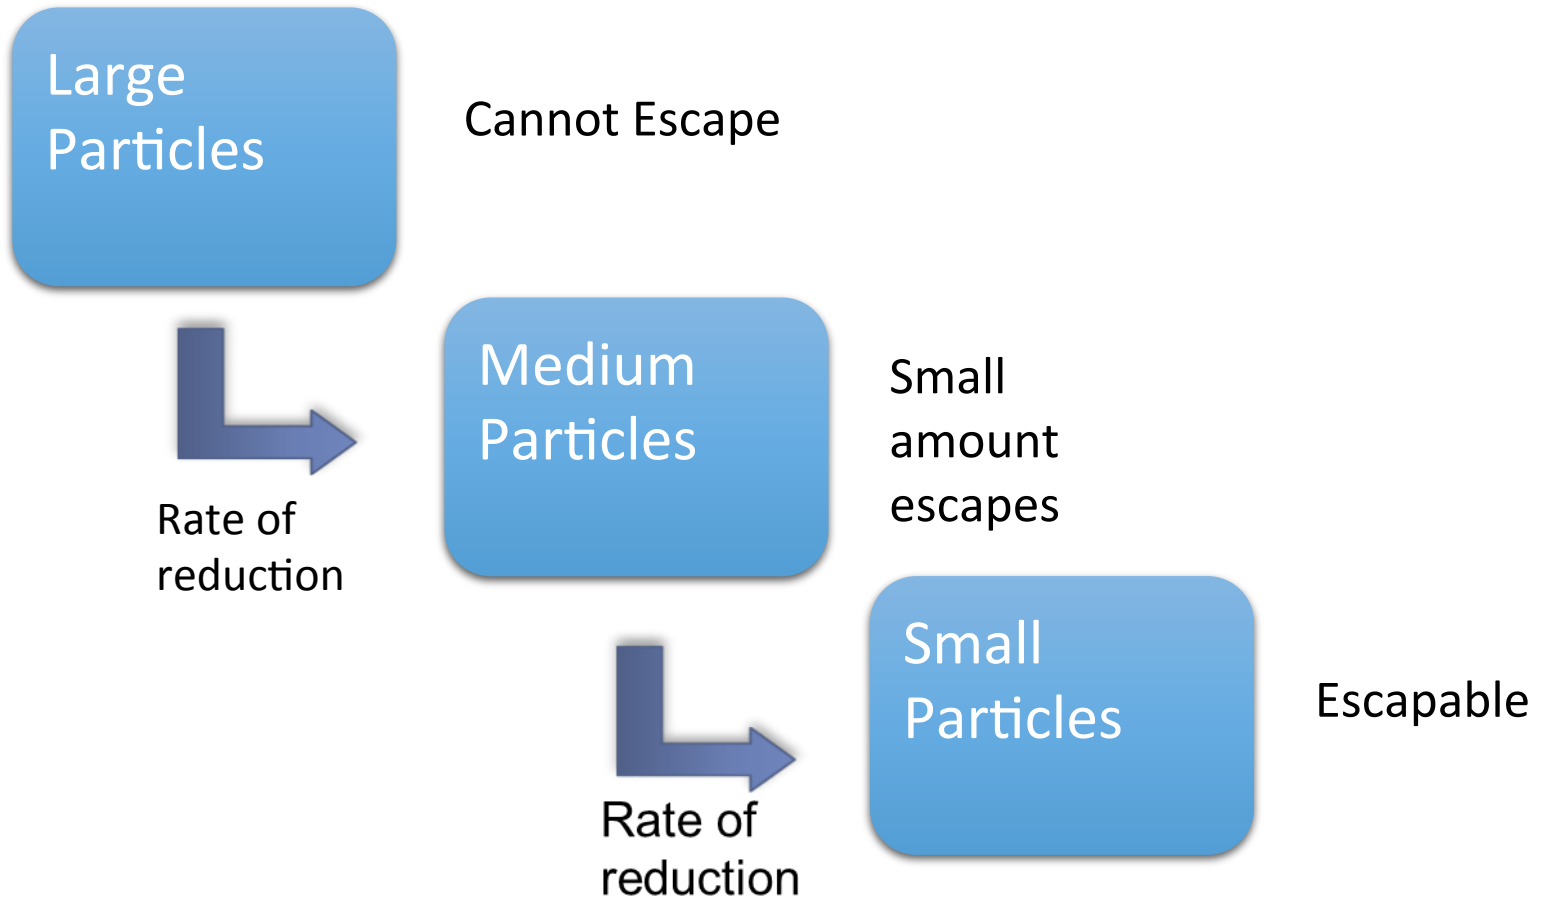 Large
Particles
Cannot Escape
Rate of
reduction
Medium
Particles
Small
amount
escapes
Rate of
reduction
Small
Particles
Escapable